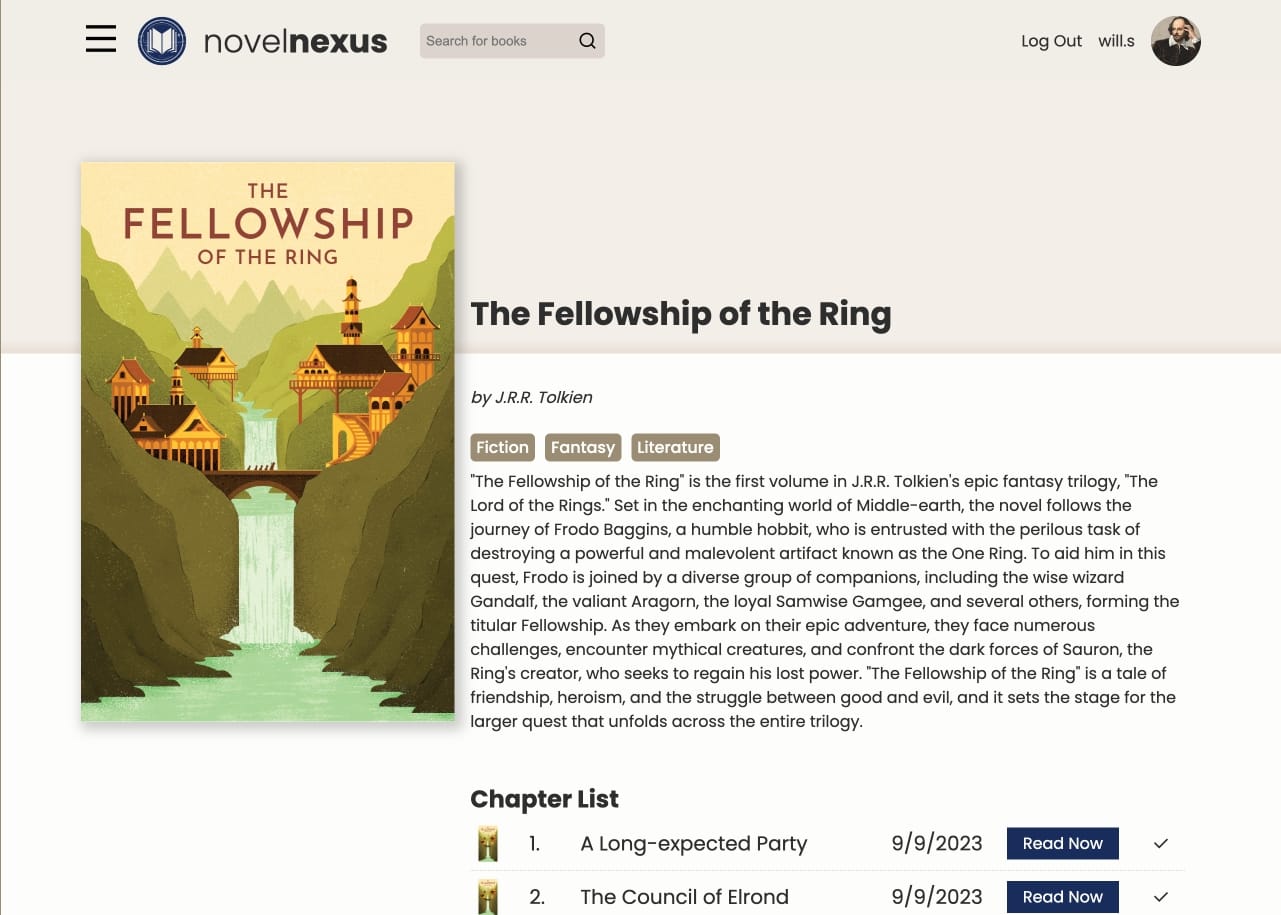 novelnexus
Search for books
Log Out
will.s
THE
FELLOWSHIP
OF THE RING
The Fellowship of the Ring
by J.R.R. Tolkien
Fiction
Fantasy
Literature
"The Fellowship of the Ring" is the first volume in J.R.R. Tolkien's epic fantasy trilogy, "The
Lord of the Rings." Set in the enchanting world of Middle-earth, the novel follows the
journey of Frodo Baggins, a humble hobbit, who is entrusted with the perilous task of
destroying a powerful and malevolent artifact known as the One Ring. To aid him in this
quest, Frodo is joined by a diverse group of companions, including the wise wizard
Gandalf, the valiant Aragorn, the loyal Samwise Gamgee, and several others, forming the
titular Fellowship. As they embark on their epic adventure, they face numerous
challenges, encounter mythical creatures, and confront the dark forces of Sauron, the
Ring's creator, who seeks to regain his lost power. "The Fellowship of the Ring" is a tale of
friendship, heroism, and the struggle between good and evil, and it sets the stage for the
larger quest that unfolds across the entire trilogy.
Chapter List
1. A Long-expected Party 9/9/2023 Read Now
2. The Council of Elrond 9/9/2023 Read Now